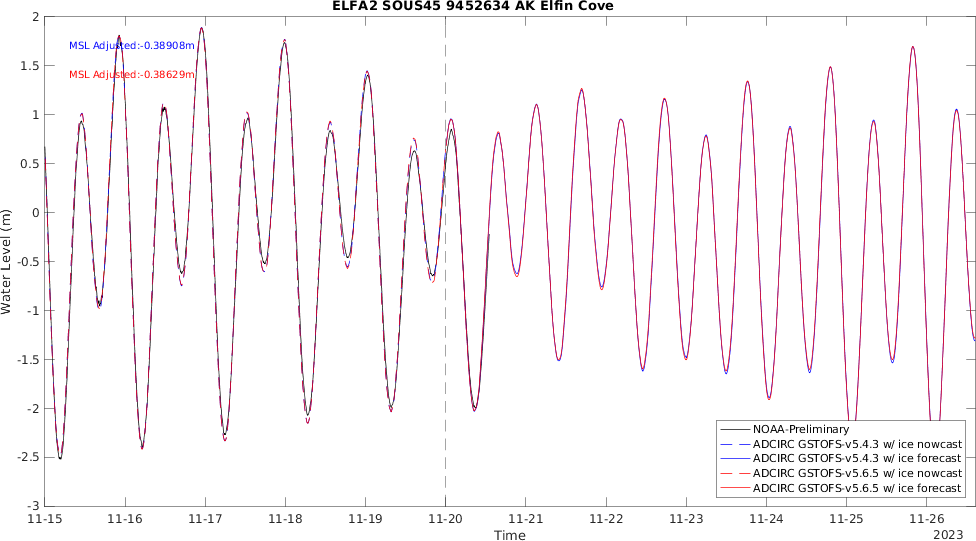 ELFA2 SOUS45 9452634 AK Elfin Cove
2
1.5
1
0.5
0
-0.5
-1
-1.5
-2
-2.5
-3
Water Level (m)
MSL Adjusted:-0.38908m
MSL Adjusted:-0.38629m
NOAA-Preliminary
ADCIRC GSTOFS-v5.4.3 w/ ice nowcast
ADCIRC GSTOFS-v5.4.3 w/ ice forecast
ADCIRC GSTOFS-v5.6.5 w/ ice nowcast
ADCIRC GSTOFS-v5.6.5 w/ ice forecast
11-15 11-16 11-17 11-18 11-19 11-20 11-21 11-22 11-23 11-24 11-25 11-26
Time
2023